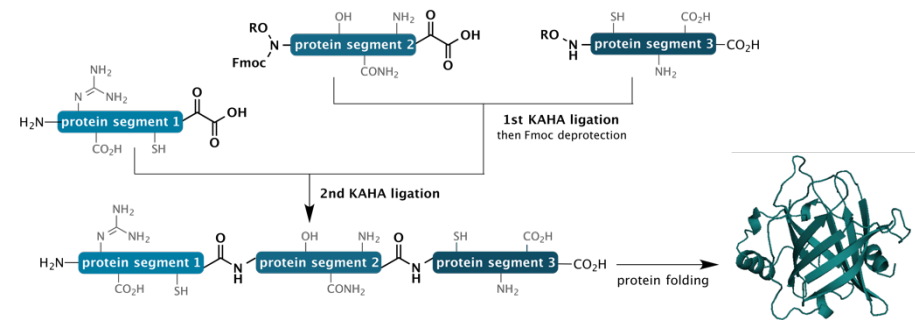 RO
N
Fmoc
OH
NH₂
protein segment 2
CONH₂
O
OH
O
RO
NH
SH
CO₂H
protein segment 3
CO₂H
NH₂
NH₂
N
NH₂
H₂N
protein segment 1
CO₂H
SH
O
OH
O
1st KAHA ligation
then Fmoc deprotection
2nd KAHA ligation
NH₂
N
NH₂
H₂N
protein segment 1
CO₂H
SH
O
N
H
OH
NH₂
protein segment 2
CONH₂
O
N
H
SH
CO₂H
protein segment 3
CO₂H
NH₂
protein folding